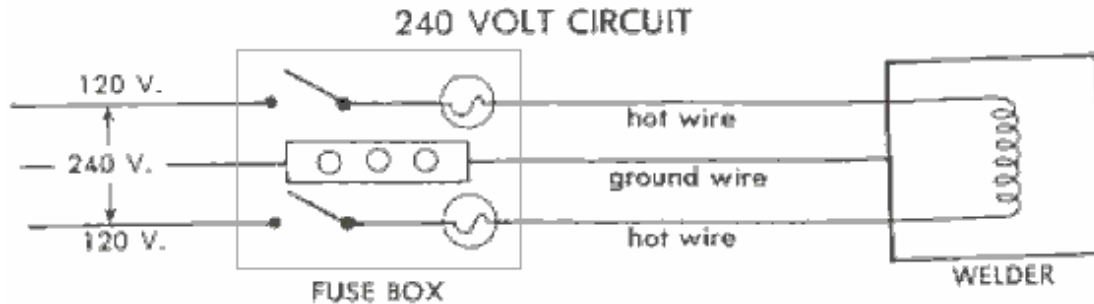 240 VOLT CIRCUIT
120 V.
hot wire
240 V.
ground wire
120 V.
hot wire
FUSE BOX
WELDER